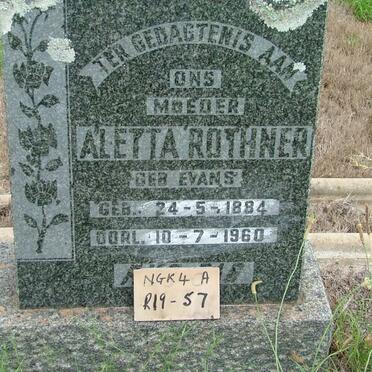 TER GEDAGTENIS AAN
ONS
MOEDER
ALETTA ROTHNER
GEB EVANS
GEB. 24-5-1884
OORL. 10-7-1960
NGK4 A
R19-57